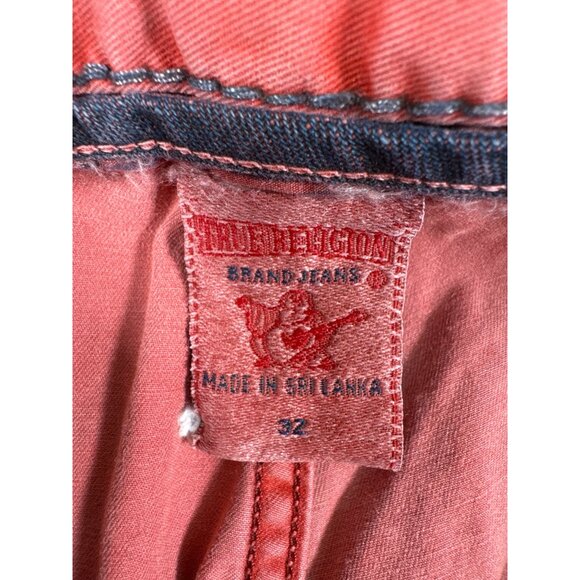 TRUE RELIGION
BRAND JEANS ®
MADE IN SRI LANKA
32